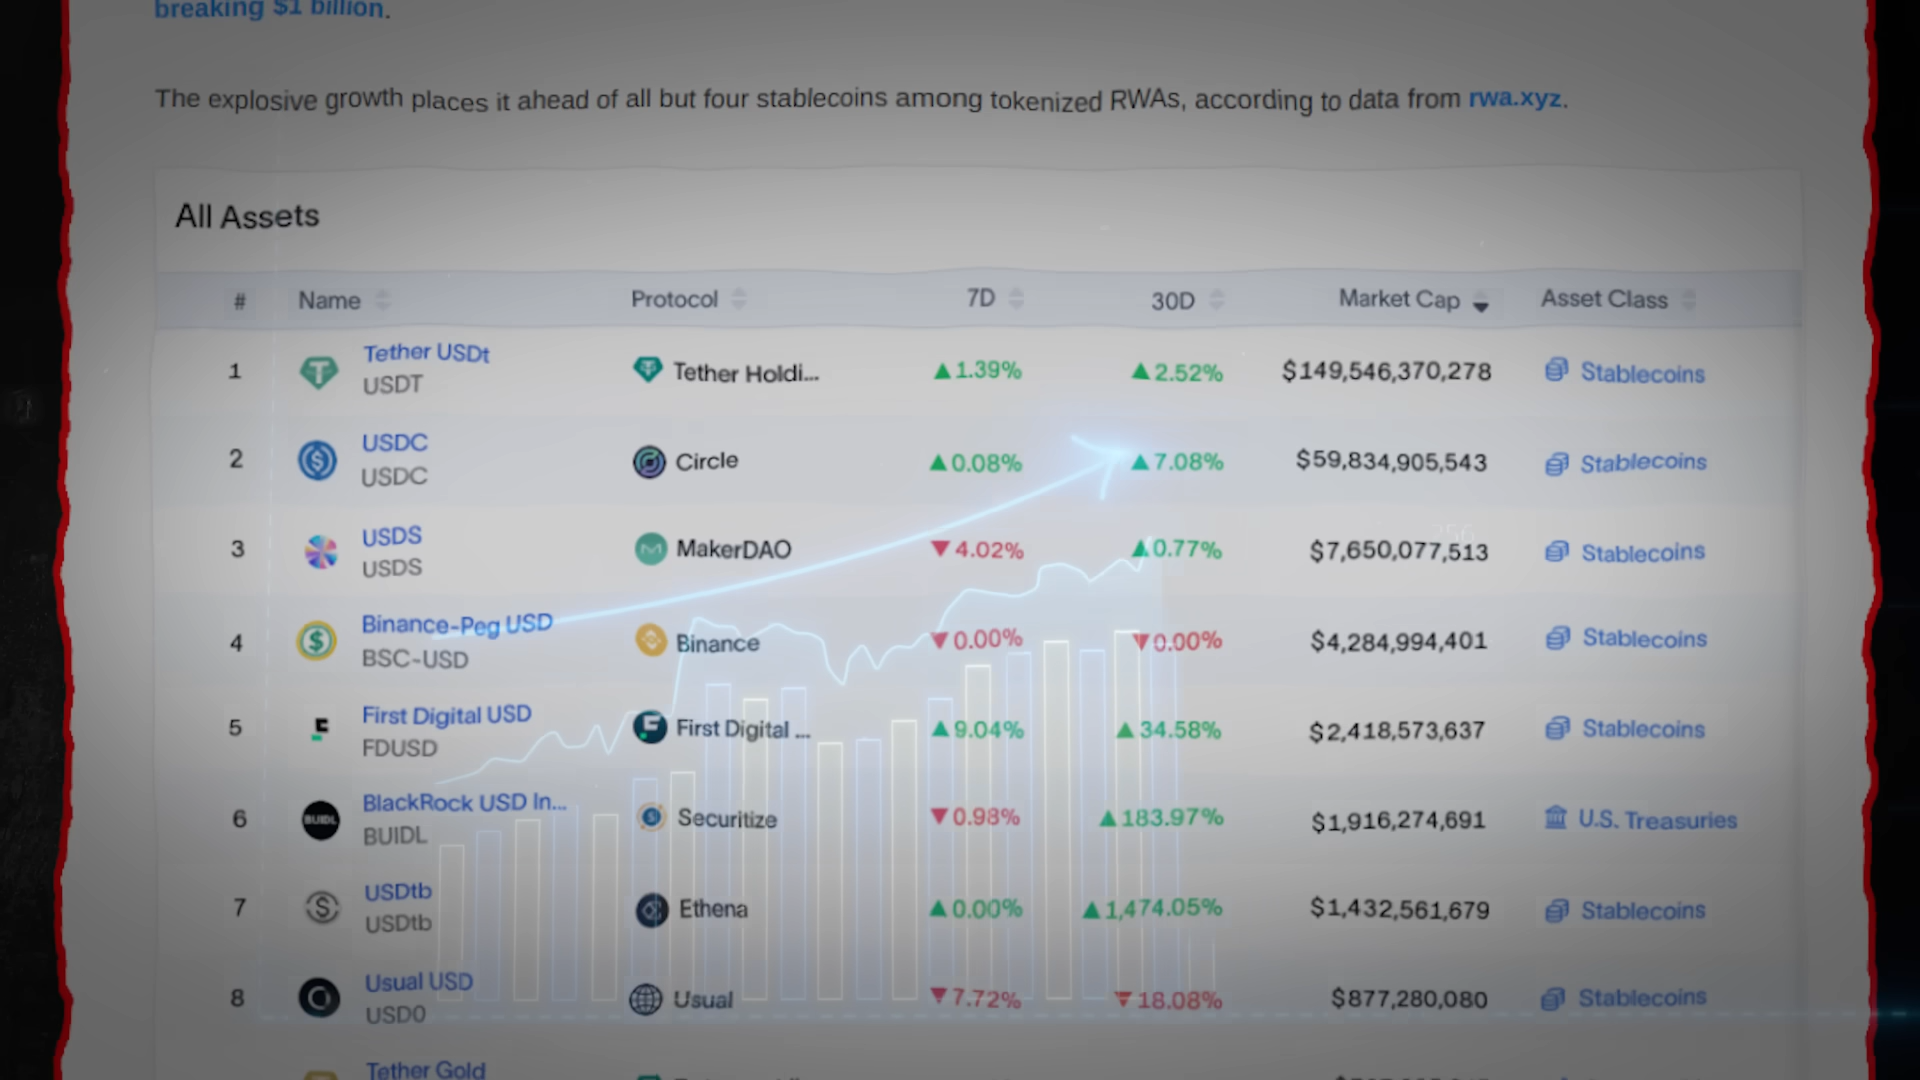 breaking $1 billion.
The explosive growth places it ahead of all but four stablecoins among tokenized RWAs, according to data from rwa.xyz.
All Assets
# Name Protocol 7D 30D Market Cap Asset Class
1 Tether USDt USDT Tether Holdi... ▲1.39% ▲2.52% $149,546,370,278 Stablecoins
2 USDC USDC Circle ▲0.08% ▲7.08% $59,834,905,543 Stablecoins
3 USDS USDS MakerDAO ▼4.02% ▲0.77% $7,650,077,513 Stablecoins
4 Binance-Peg USD BSC-USD Binance ▼0.00% ▼0.00% $4,284,994,401 Stablecoins
5 First Digital USD FDUSD First Digital ... ▲9.04% ▲34.58% $2,418,573,637 Stablecoins
6 BUIDL BlackRock USD In... BUIDL Securitize ▼0.98% ▲183.97% $1,916,274,691 U.S. Treasuries
7 USDtb USDtb Ethena ▲0.00% ▲1,474.05% $1,432,561,679 Stablecoins
8 Usual USD USD0 Usual ▼7.72% ▼18.08% $877,280,080 Stablecoins
Tether Gold